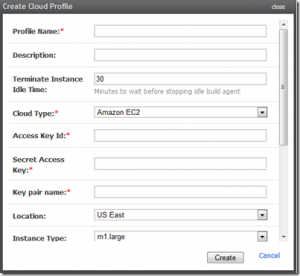 Create Cloud Profile close
Profile Name:*
Description:
Terminate Instance Idle Time: 30
Minutes to wait before stopping idle build agent
Cloud Type:* Amazon EC2
Access Key Id:*
Secret Access Key:*
Key pair name:*
Location: US East
Instance Type: m1.large
Create Cancel